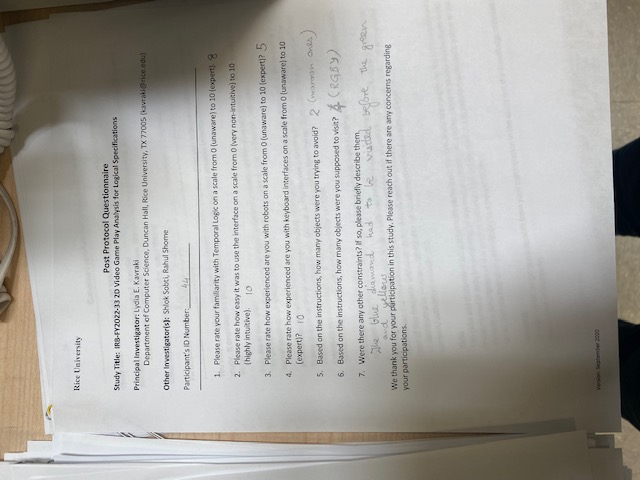 Rice University
Post Protocol Questionnaire
Study Title: IRB-FY2022-33 2D Video Game Play Analysis for Logical Specifications
Principal Investigator: Lydia E. Kavraki
Department of Computer Science, Duncan Hall, Rice University, TX 77005 (kavraki@rice.edu)
Other Investigator(s): Shlok Sobti, Rahul Shome
Participant's ID Number: 44
1. Please rate your familiarity with Temporal Logic on a scale from 0 (unaware) to 10 (expert). 8
2. Please rate how easy it was to use the interface on a scale from 0 (very non-intuitive) to 10
(highly intuitive). 10
3. Please rate how experienced are you with robots on a scale from 0 (unaware) to 10 (expert)? 5
4. Please rate how experienced are you with keyboard interfaces on a scale from 0 (unaware) to 10
(expert)? 10
5. Based on the instructions, how many objects were you trying to avoid? 2 (maroon ones)
6. Based on the instructions, how many objects were you supposed to visit? 4 (RGBY)
7. Were there any other constraints? If so, please briefly describe them.
The blue diamond had to be visited before the green
and yellow
We thank you for your participation in this study. Please reach out if there are any concerns regarding
your participations.
Version: September 2020